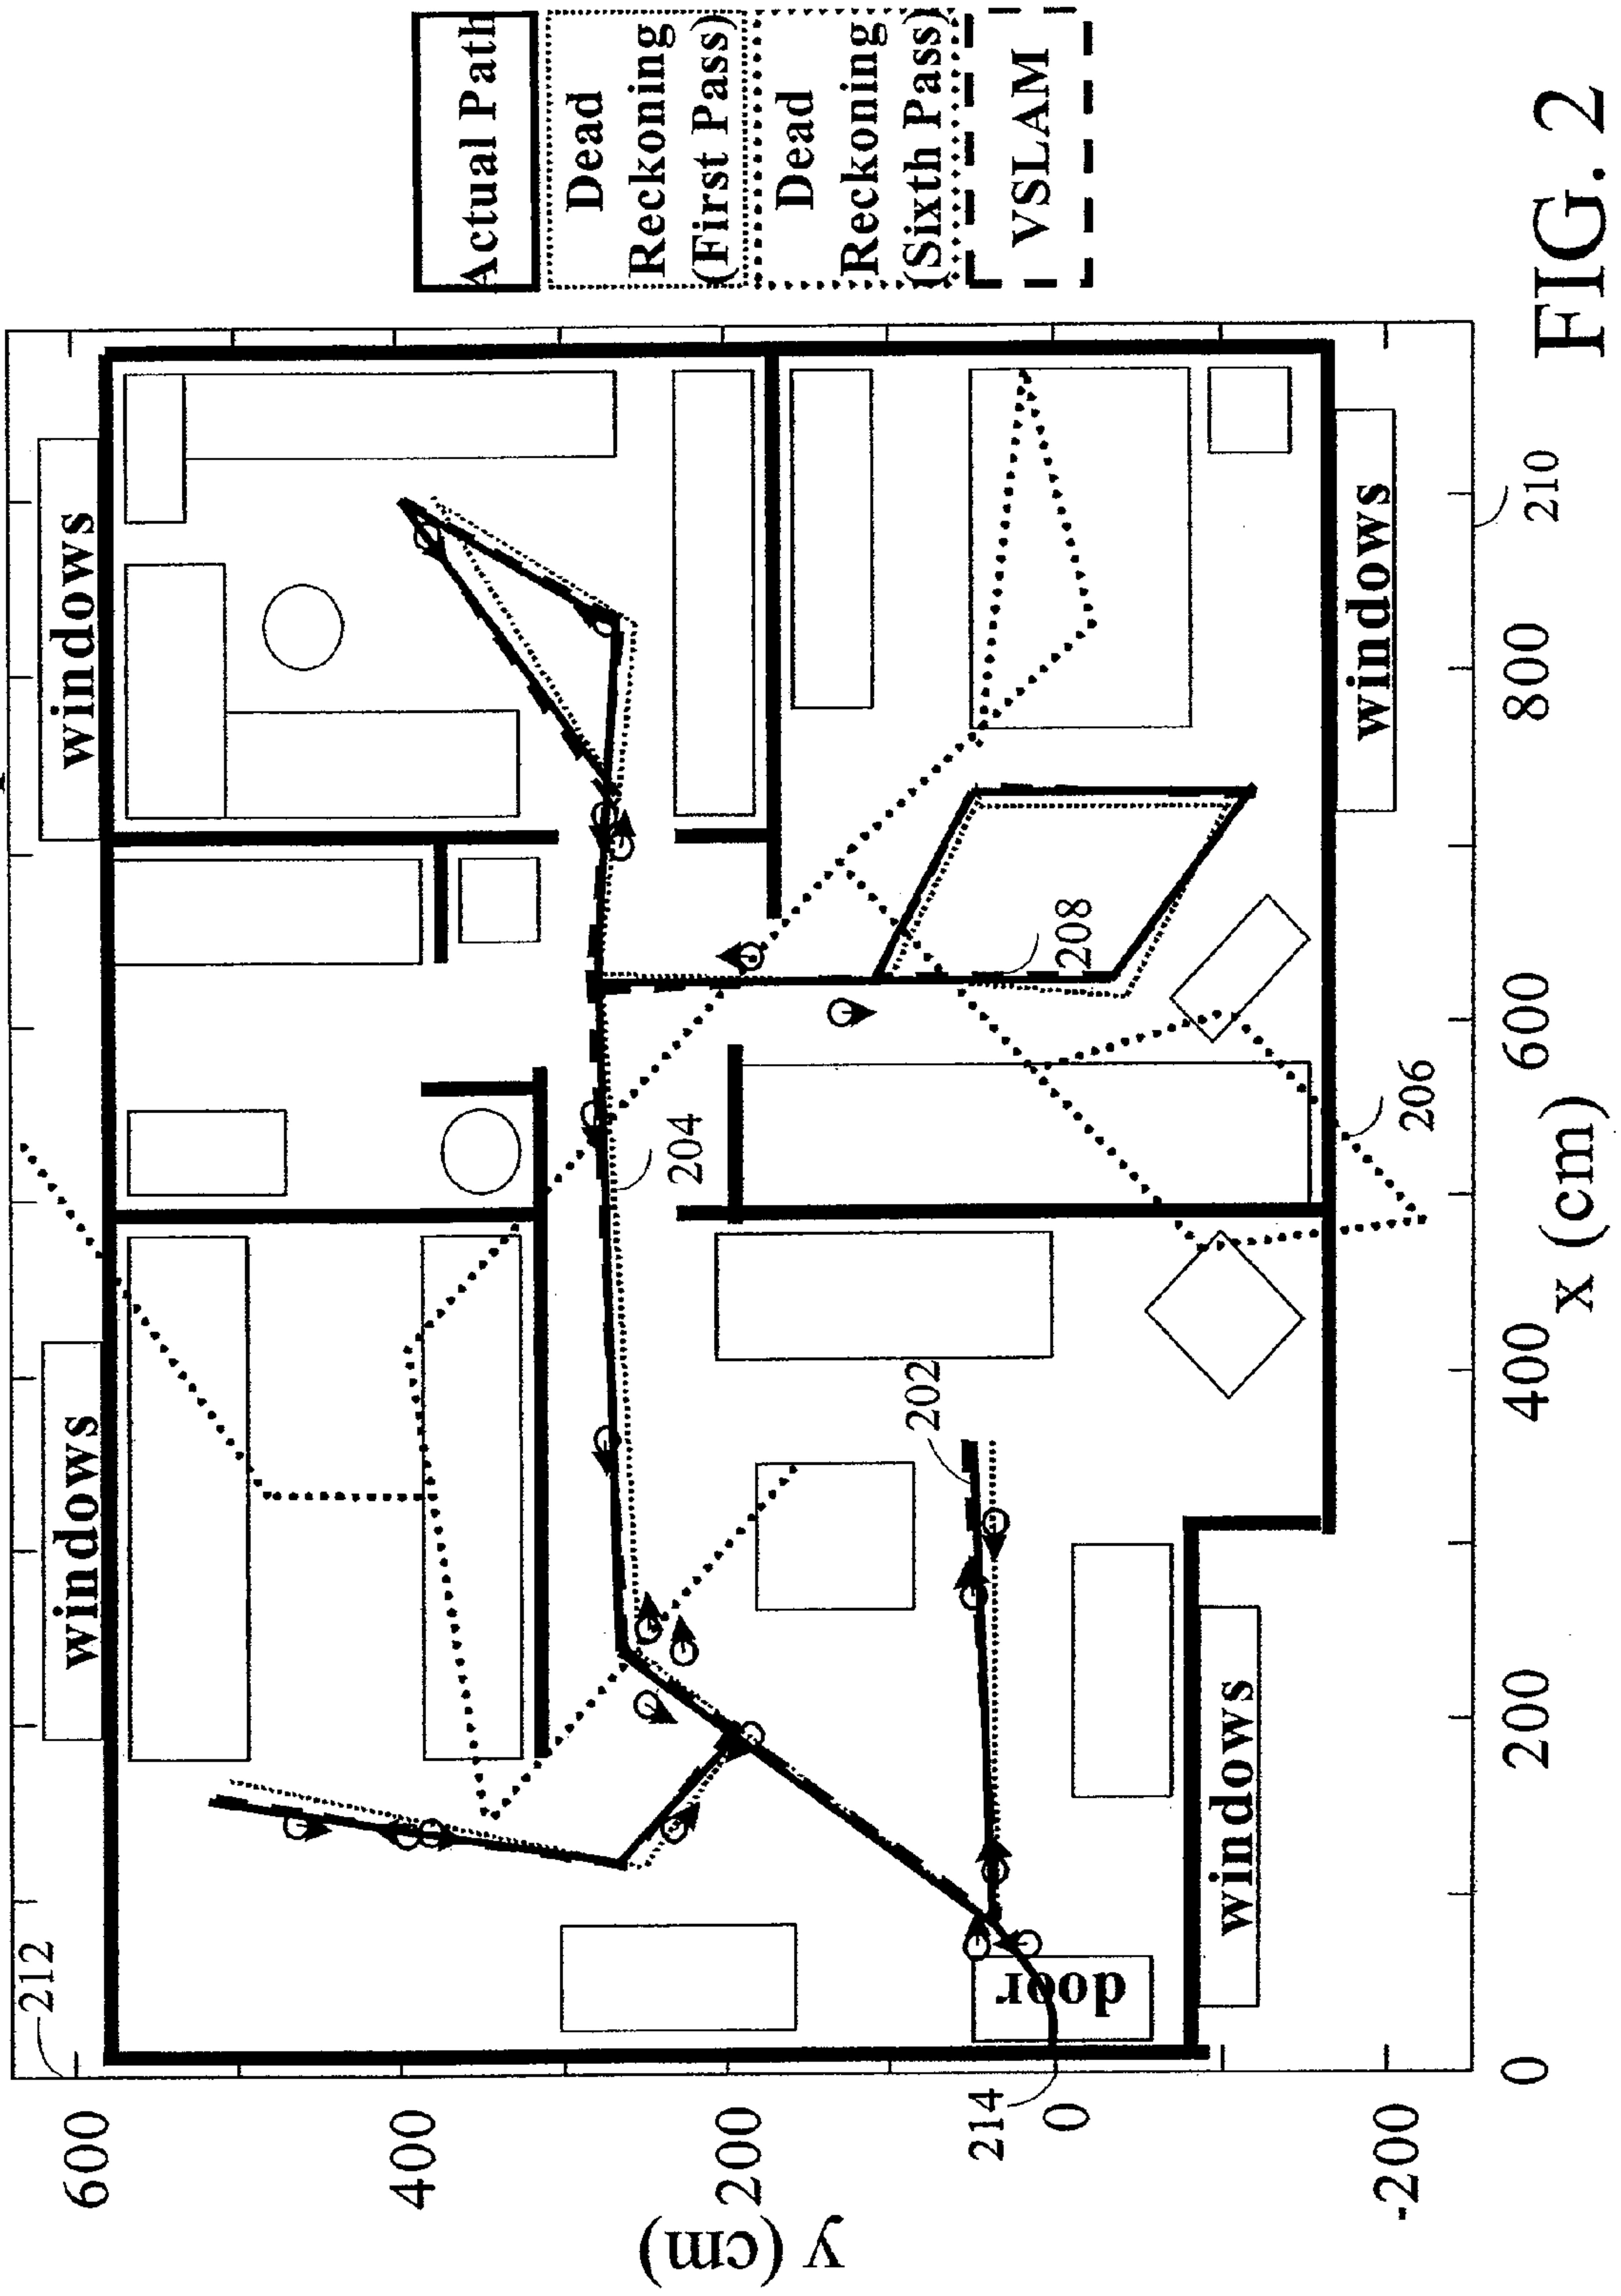 Actual Path
Dead
Reckoning
(First Pass)
Dead
Reckoning
(Sixth Pass)
VSLAM
FIG. 2
212
windows
windows
204
208
202
206
210
door
214
windows
windows
y (cm)
600
400
200
0
-200
0
200
400
600
800
x (cm)